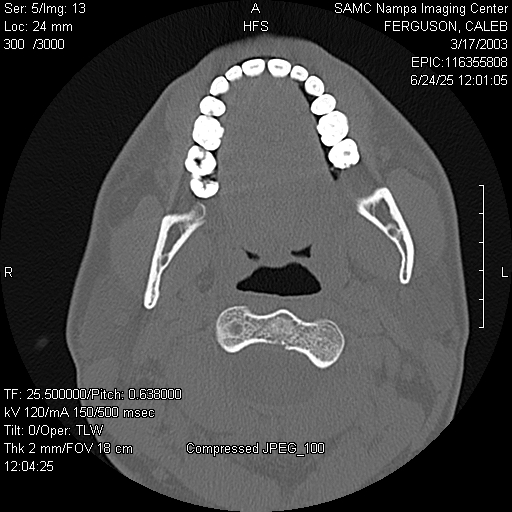 Ser: 5/Img: 13
Loc: 24 mm
300 /3000
A
HFS
SAMC Nampa Imaging Center
FERGUSON, CALEB
3/17/2003
EPIC:116355808
6/24/25 12:01:05
R
L
TF: 25.500000/Pitch: 0.638000
kV 120/mA 150/500 msec
Tilt: 0/Oper: TLW
Thk 2 mm/FOV 18 cm
12:04:25
Compressed JPEG_100